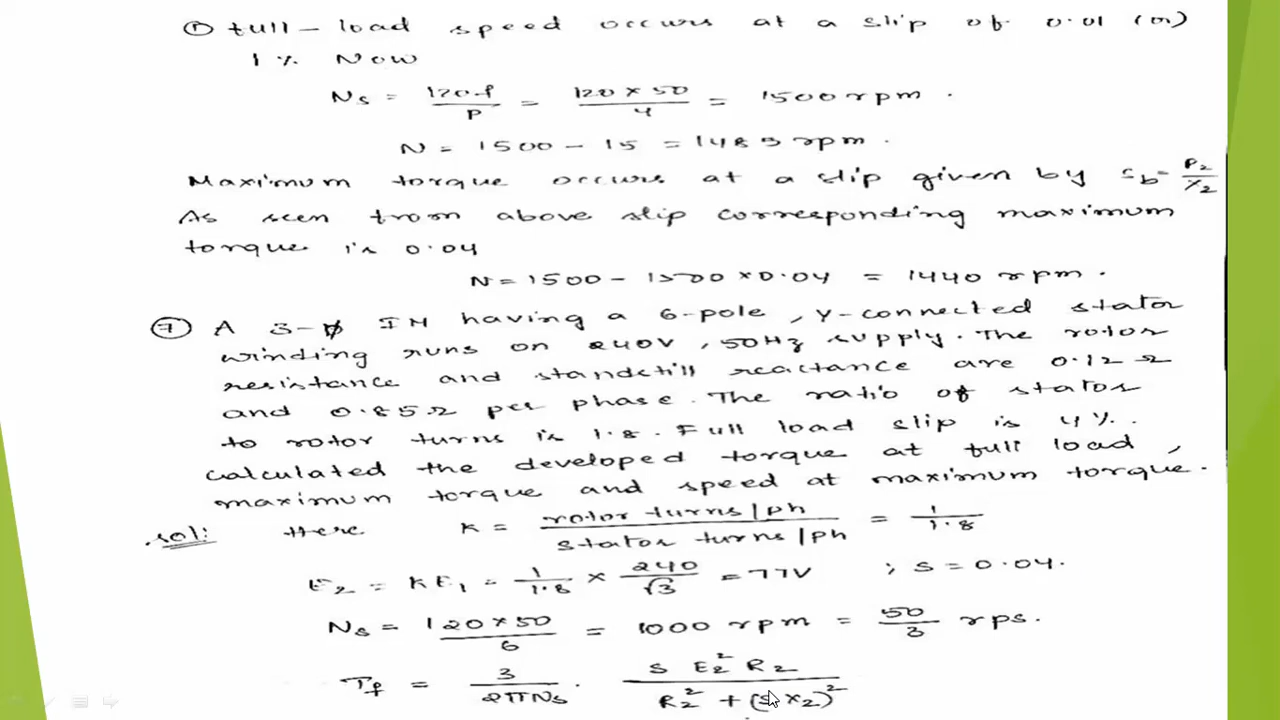 ① full-load speed occurs at a slip of 0.01 (or)
1% Now
Ns = 120f/P = 120×50/4 = 1500 rpm.
N = 1500 - 15 = 1485 rpm.
Maximum torque occurs at a slip given by Sb = R2/X2
As seen from above slip corresponding maximum
torque is 0.04
N = 1500 - 1500×0.04 = 1440 rpm.
⑦ A 3-ϕ IM having a 6-pole, Y-connected stator
winding runs on 240V, 50Hz supply. The rotor
resistance and standstill reactance are 0.12Ω
and 0.85Ω per phase. The ratio of stator
to rotor turns is 1.8. Full load slip is 4%.
calculated the developed torque at full load,
maximum torque and speed at maximum torque.
sol: Here K = rotor turns/ph / stator turns/ph = 1/1.8
E2 = KE1 = 1/1.8 × 240/√3 = 77V ; S = 0.04.
Ns = 120×50/6 = 1000 rpm = 50/3 rps.
Tf = 3/2πNs . S E2² R2 / R2² + (S X2)²